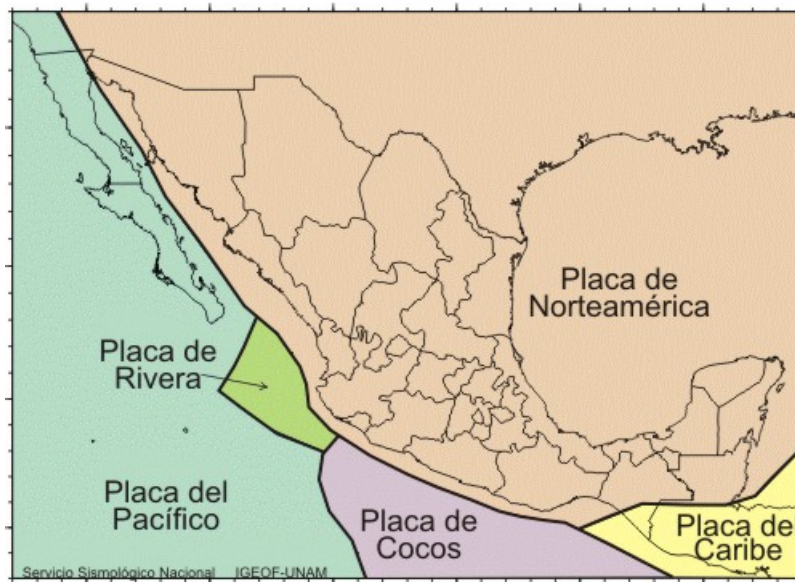 Placa de
Norteamérica
Placa de
Rivera
Placa del
Pacífico
Placa de
Cocos
Placa del
Caribe
Servicio Sismológico Nacional IGEOF-UNAM